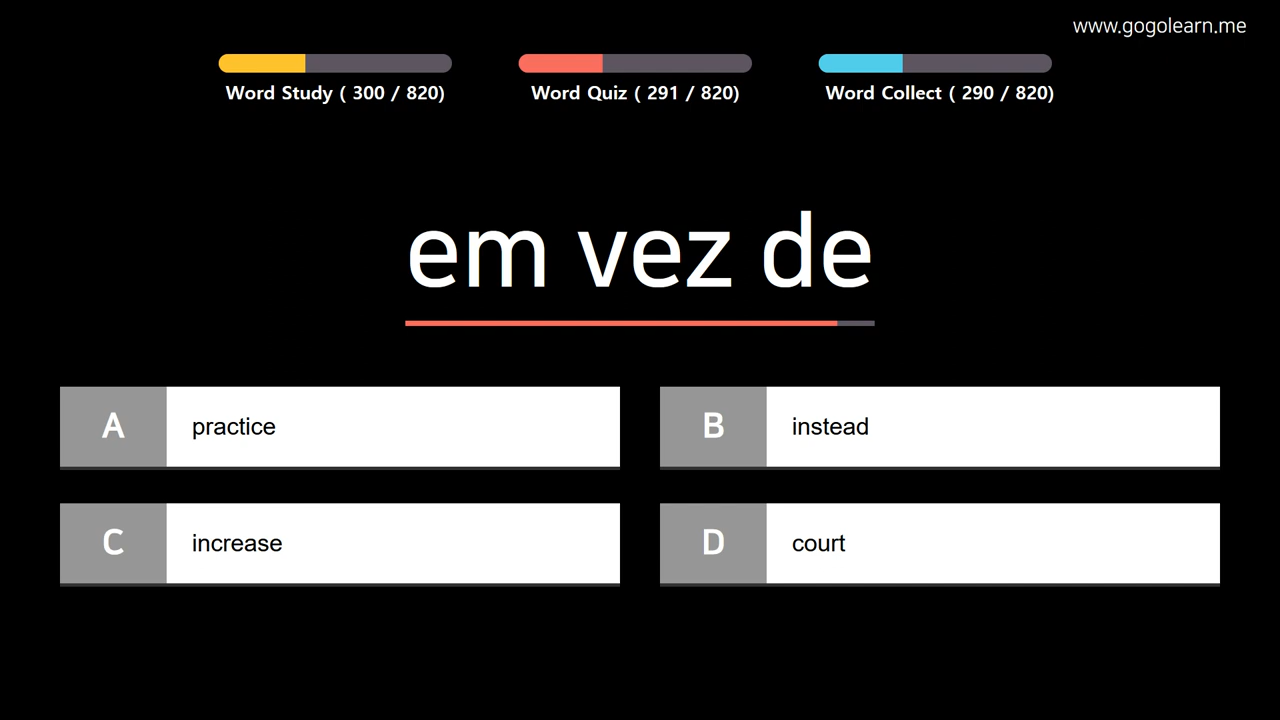 www.gogolearn.me
Word Study ( 300 / 820)
Word Quiz ( 291 / 820)
Word Collect ( 290 / 820)
em vez de
A practice
B instead
C increase
D court